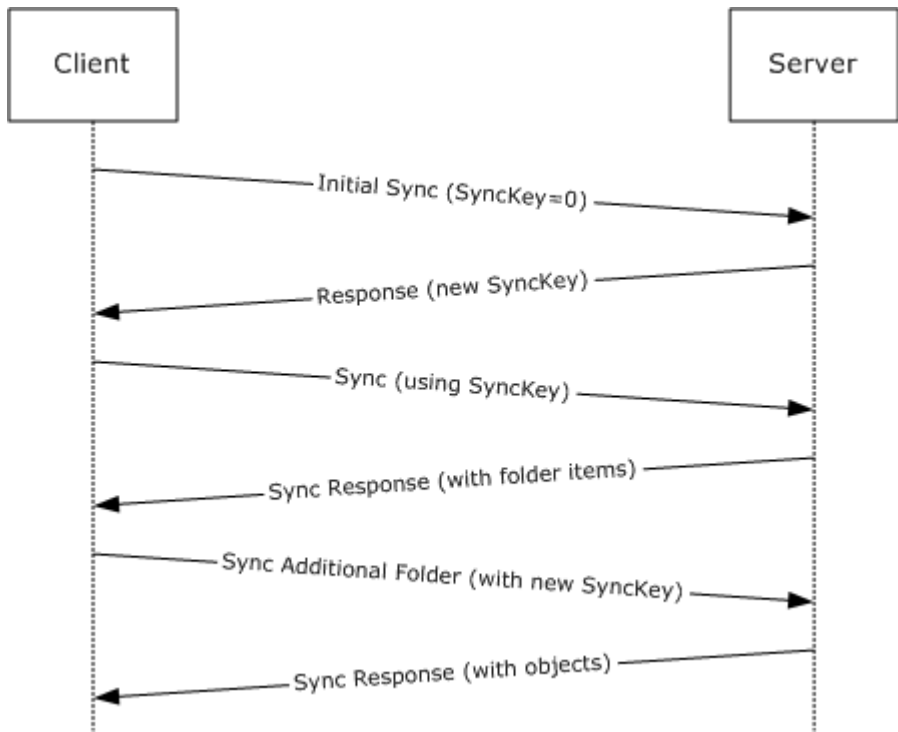 Client
Server
Initial Sync (SyncKey=0)
Response (new SyncKey)
Sync (using SyncKey)
Sync Response (with folder items)
Sync Additional Folder (with new SyncKey)
Sync Response (with objects)